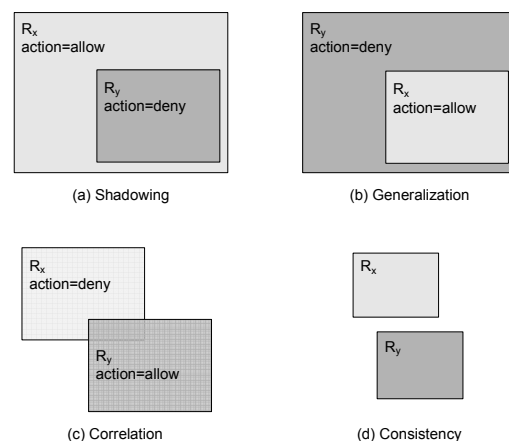 Rx
action=allow
Ry
action=deny
(a) Shadowing
Ry
action=deny
Rx
action=allow
(b) Generalization
Rx
action=deny
Ry
action=allow
(c) Correlation
Rx
Ry
(d) Consistency